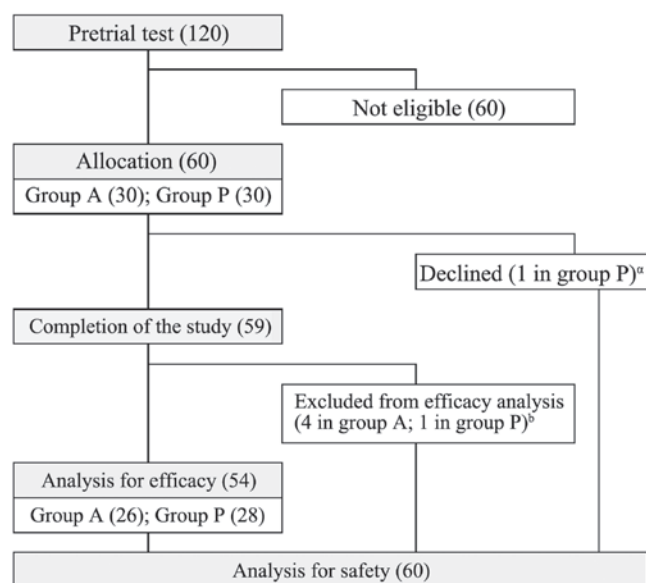 Pretrial test (120)
Not eligible (60)
Allocation (60)
Group A (30); Group P (30)
Declined (1 in group P)ᵅ
Completion of the study (59)
Excluded from efficacy analysis
(4 in group A; 1 in group P)ᵇ
Analysis for efficacy (54)
Group A (26); Group P (28)
Analysis for safety (60)